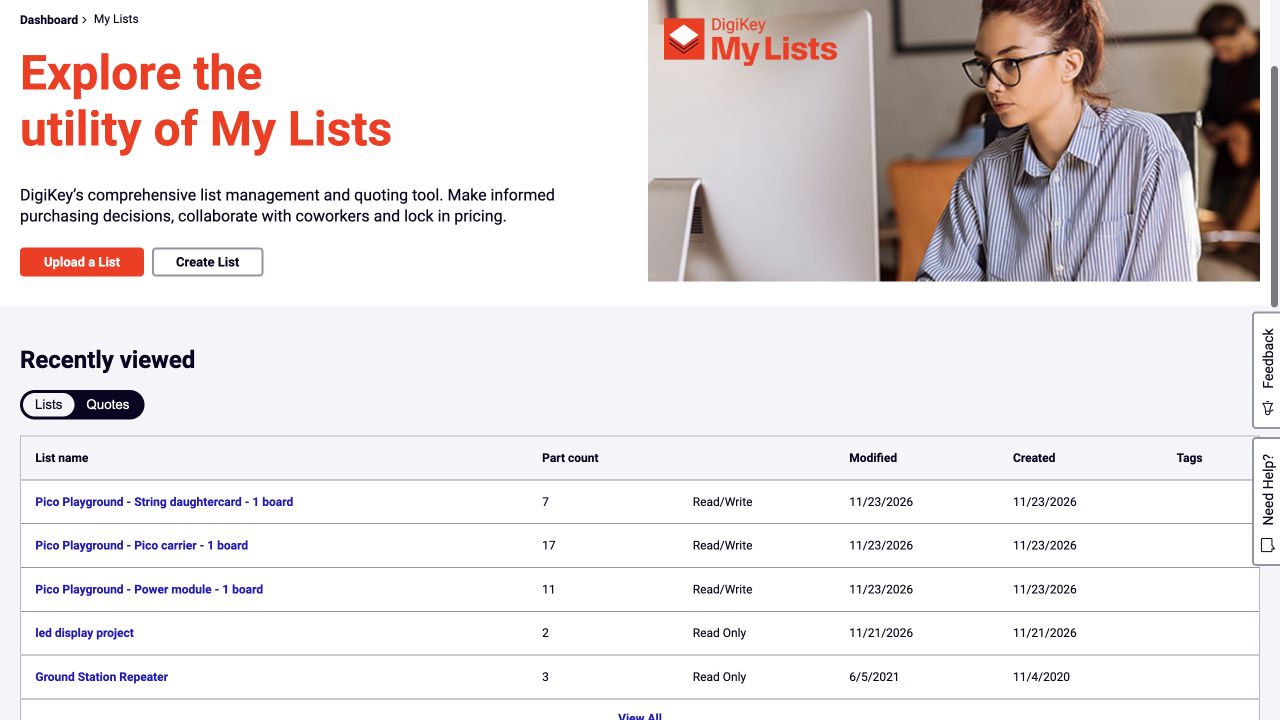 Dashboard › My Lists
Explore the
utility of My Lists
DigiKey's comprehensive list management and quoting tool. Make informed
purchasing decisions, collaborate with coworkers and lock in pricing.
Upload a List Create List
DigiKey
My Lists
Recently viewed
Lists Quotes
List name Part count Modified Created Tags
Pico Playground - String daughtercard - 1 board 7 Read/Write 11/23/2026 11/23/2026
Pico Playground - Pico carrier - 1 board 17 Read/Write 11/23/2026 11/23/2026
Pico Playground - Power module - 1 board 11 Read/Write 11/23/2026 11/23/2026
led display project 2 Read Only 11/21/2026 11/21/2026
Ground Station Repeater 3 Read Only 6/5/2021 11/4/2020
View All
Feedback
Need Help?